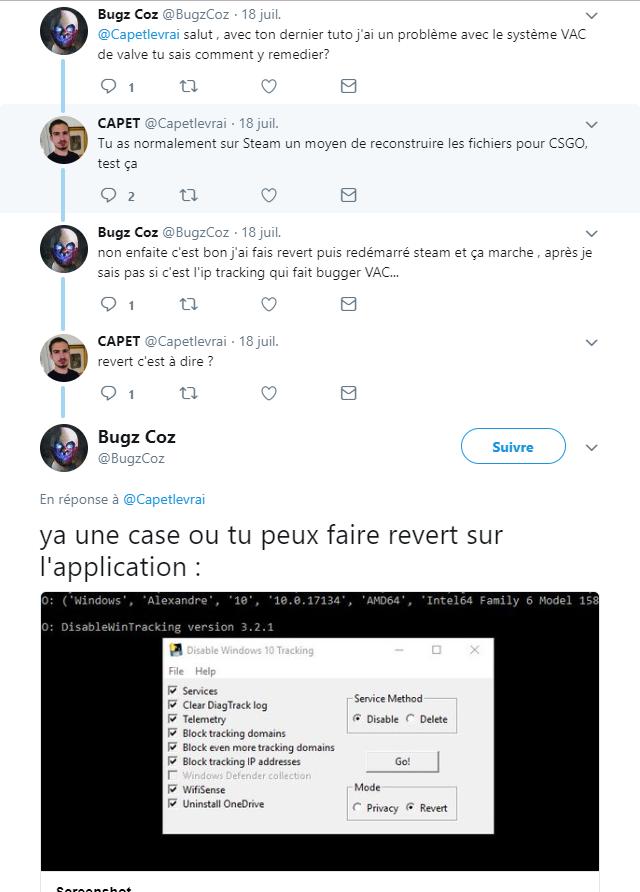 Bugz Coz @BugzCoz · 18 juil.
@Capetlevrai salut , avec ton dernier tuto j'ai un problème avec le système VAC
de valve tu sais comment y remedier?
1
CAPET @Capetlevrai · 18 juil.
Tu as normalement sur Steam un moyen de reconstruire les fichiers pour CSGO,
test ça
2
Bugz Coz @BugzCoz · 18 juil.
non enfaite c'est bon j'ai fais revert puis redémarré steam et ça marche , après je
sais pas si c'est l'ip tracking qui fait bugger VAC...
1
CAPET @Capetlevrai · 18 juil.
revert c'est à dire ?
1
Bugz Coz
@BugzCoz
Suivre
En réponse à @Capetlevrai
ya une case ou tu peux faire revert sur
l'application :
O: ('Windows', 'Alexandre', '10', '10.0.17134', 'AMD64', 'Intel64 Family 6 Model 158
O: DisableWinTracking version 3.2.1
Disable Windows 10 Tracking
File Help
Services
Clear DiagTrack log
Telemetry
Block tracking domains
Block even more tracking domains
Block tracking IP addresses
Windows Defender collection
WifiSense
Uninstall OneDrive
Service Method
Disable Delete
Go!
Mode
Privacy Revert
Screenshot